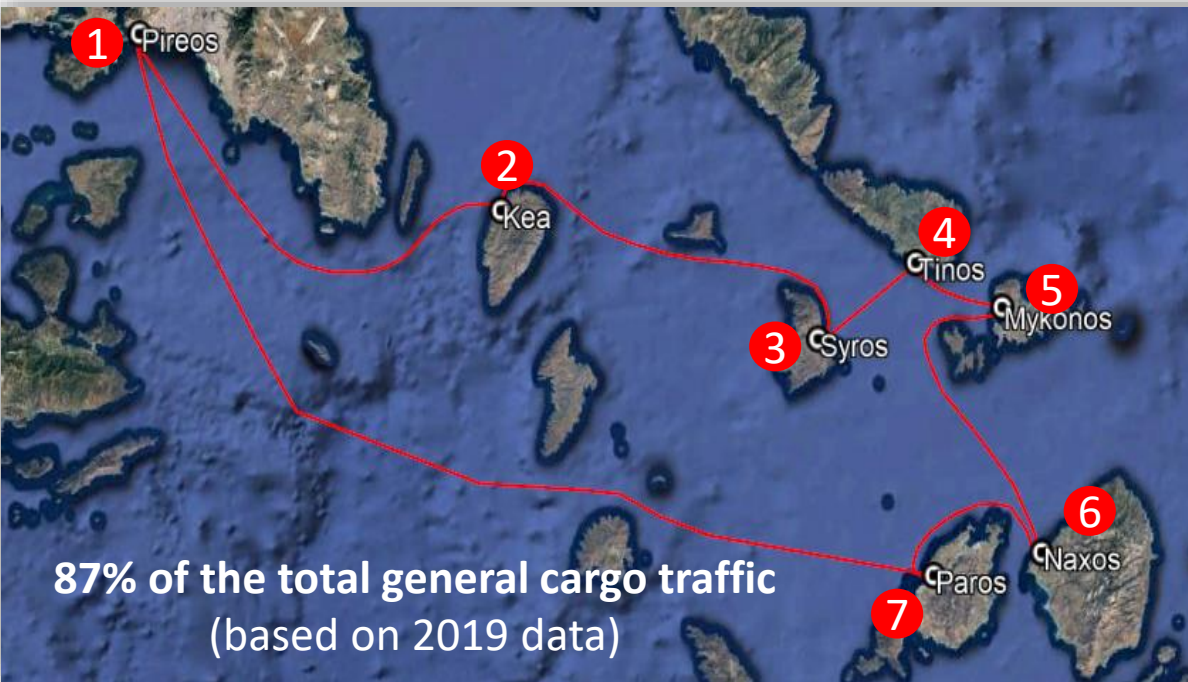 1 Pireos
2
Kea
4
Tinos
5
Mykonos
3 Syros
6
Naxos
Paros
7
87% of the total general cargo traffic
(based on 2019 data)